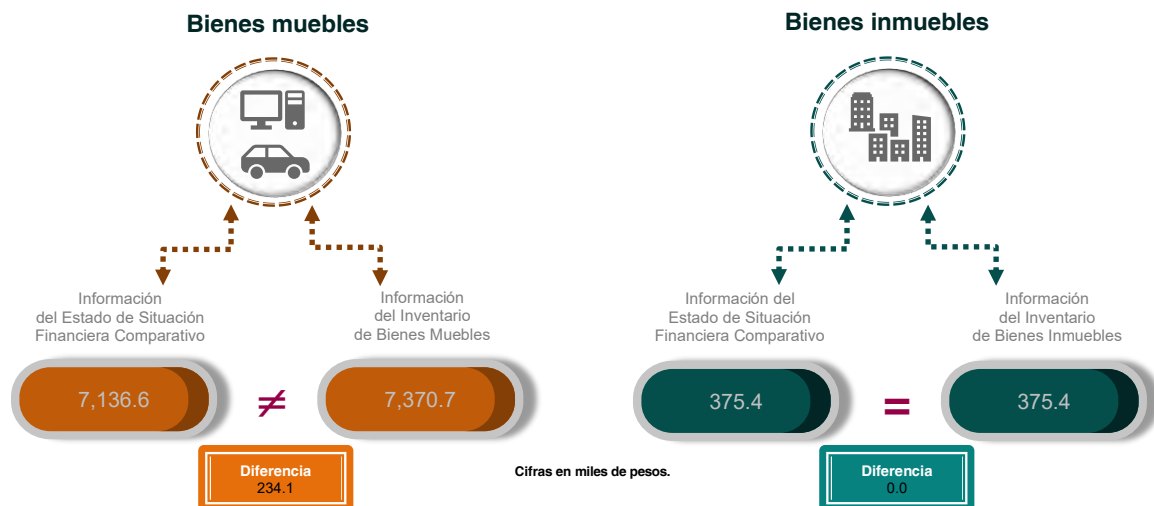 Bienes muebles
Información
del Estado de Situación
Financiera Comparativo
Información
del Inventario
de Bienes Muebles
7,136.6
≠
7,370.7
Diferencia
234.1
Cifras en miles de pesos.
Bienes inmuebles
Información del
Estado de Situación
Financiera Comparativo
Información
del Inventario
de Bienes Inmuebles
375.4
=
375.4
Diferencia
0.0